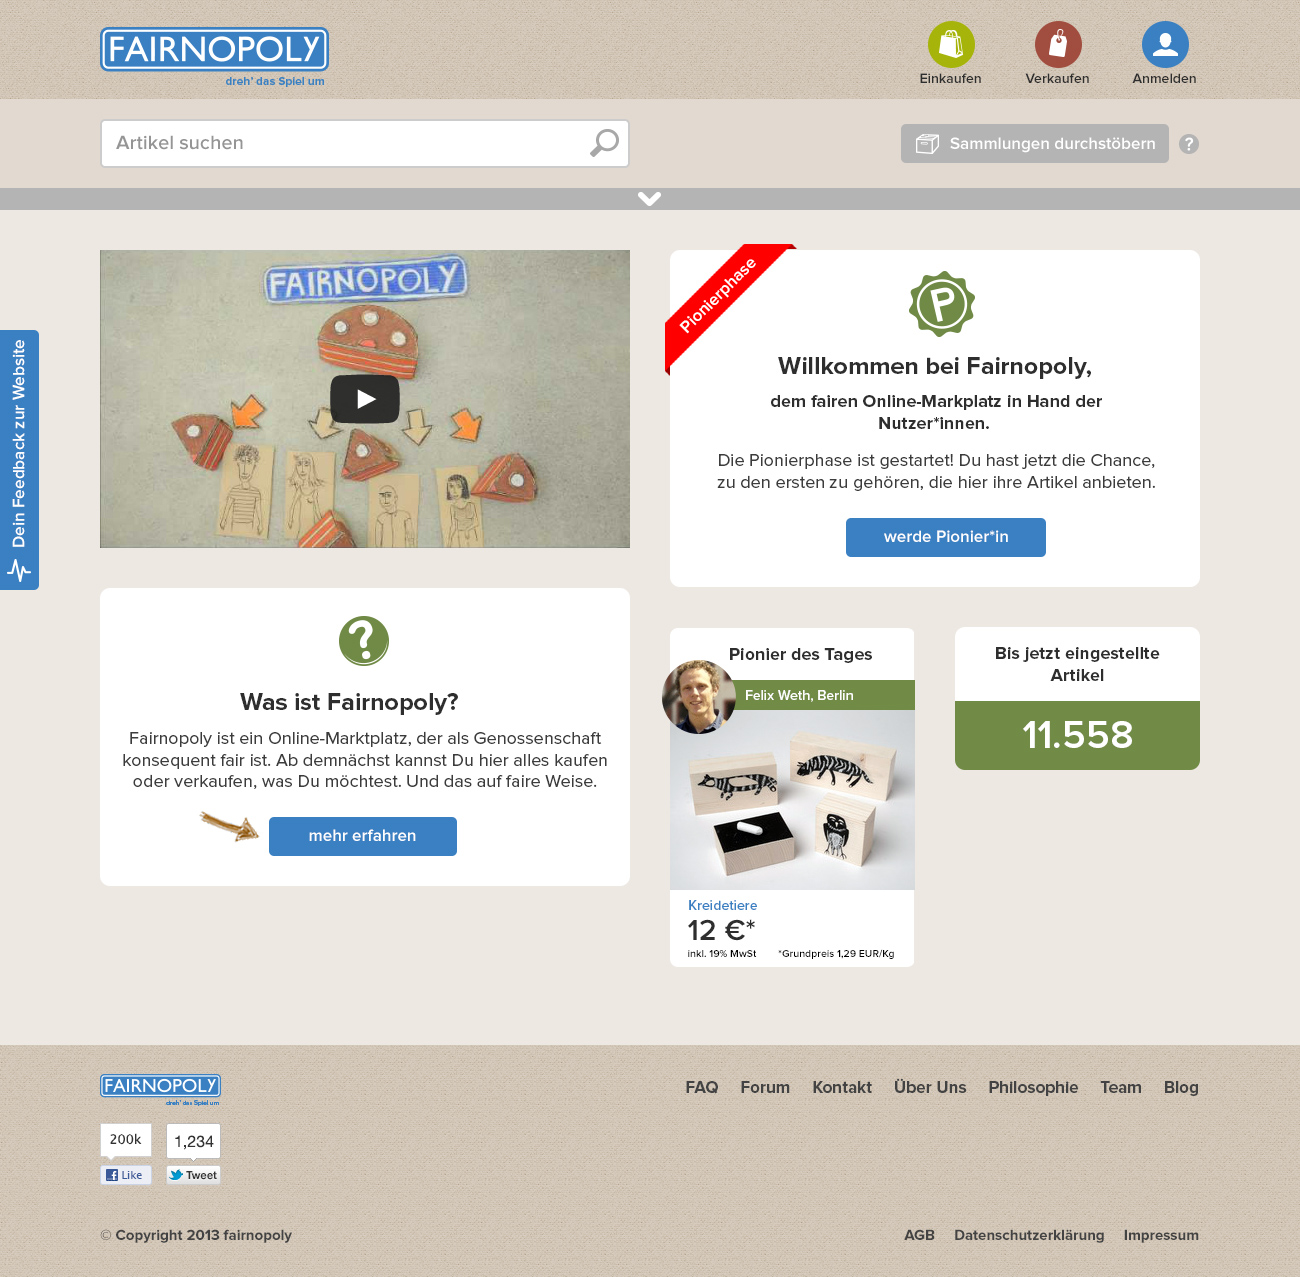 FAIRNOPOLY
dreh' das Spiel um
Einkaufen
Verkaufen
Anmelden
Artikel suchen
Sammlungen durchstöbern
?
Dein Feedback zur Website
FAIRNOPOLY
Pionierphase
P
Willkommen bei Fairnopoly,
dem fairen Online-Markplatz in Hand der
Nutzer*innen.
Die Pionierphase ist gestartet! Du hast jetzt die Chance,
zu den ersten zu gehören, die hier ihre Artikel anbieten.
werde Pionier*in
?
Was ist Fairnopoly?
Fairnopoly ist ein Online-Marktplatz, der als Genossenschaft
konsequent fair ist. Ab demnächst kannst Du hier alles kaufen
oder verkaufen, was Du möchtest. Und das auf faire Weise.
mehr erfahren
Pionier des Tages
Felix Weth, Berlin
Kreidetiere
12 €*
inkl. 19% MwSt *Grundpreis 1,29 EUR/Kg
Bis jetzt eingestellte
Artikel
11.558
FAIRNOPOLY
dreh' das Spiel um
FAQ Forum Kontakt Über Uns Philosophie Team Blog
200k
1,234
Like
Tweet
© Copyright 2013 fairnopoly
AGB Datenschutzerklärung Impressum